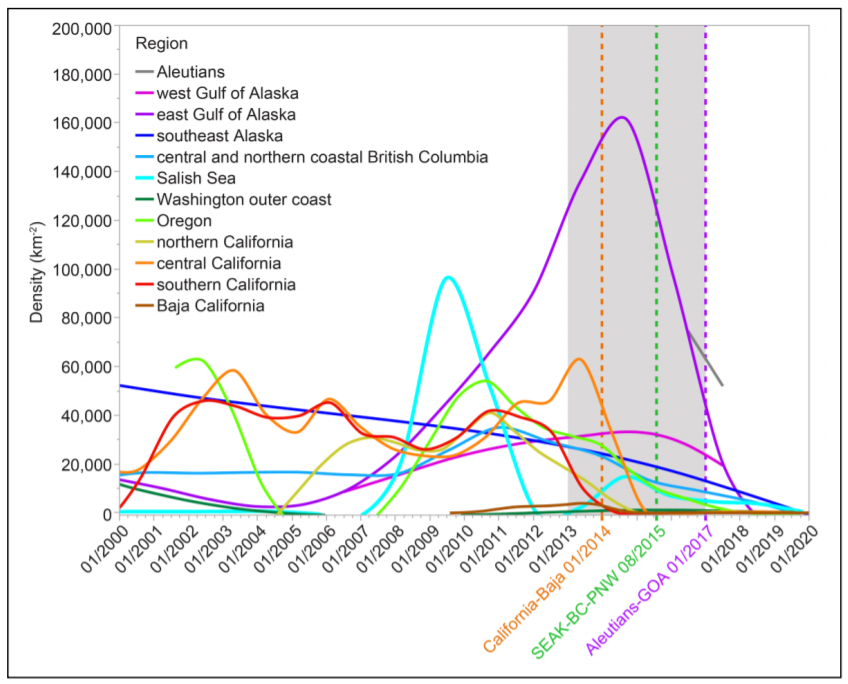 200,000
180,000
160,000
140,000
120,000
100,000
80,000
60,000
40,000
20,000
0
Density (km-2)
Region
Aleutians
west Gulf of Alaska
east Gulf of Alaska
southeast Alaska
central and northern coastal British Columbia
Salish Sea
Washington outer coast
Oregon
northern California
central California
southern California
Baja California
01/2000
01/2001
01/2002
01/2003
01/2004
01/2005
01/2006
01/2007
01/2008
01/2009
01/2010
01/2011
01/2012
01/2013
California-Baja 01/2014
SEAK-BC-PNW 08/2015
Aleutians-GOA 01/2017
01/2018
01/2019
01/2020